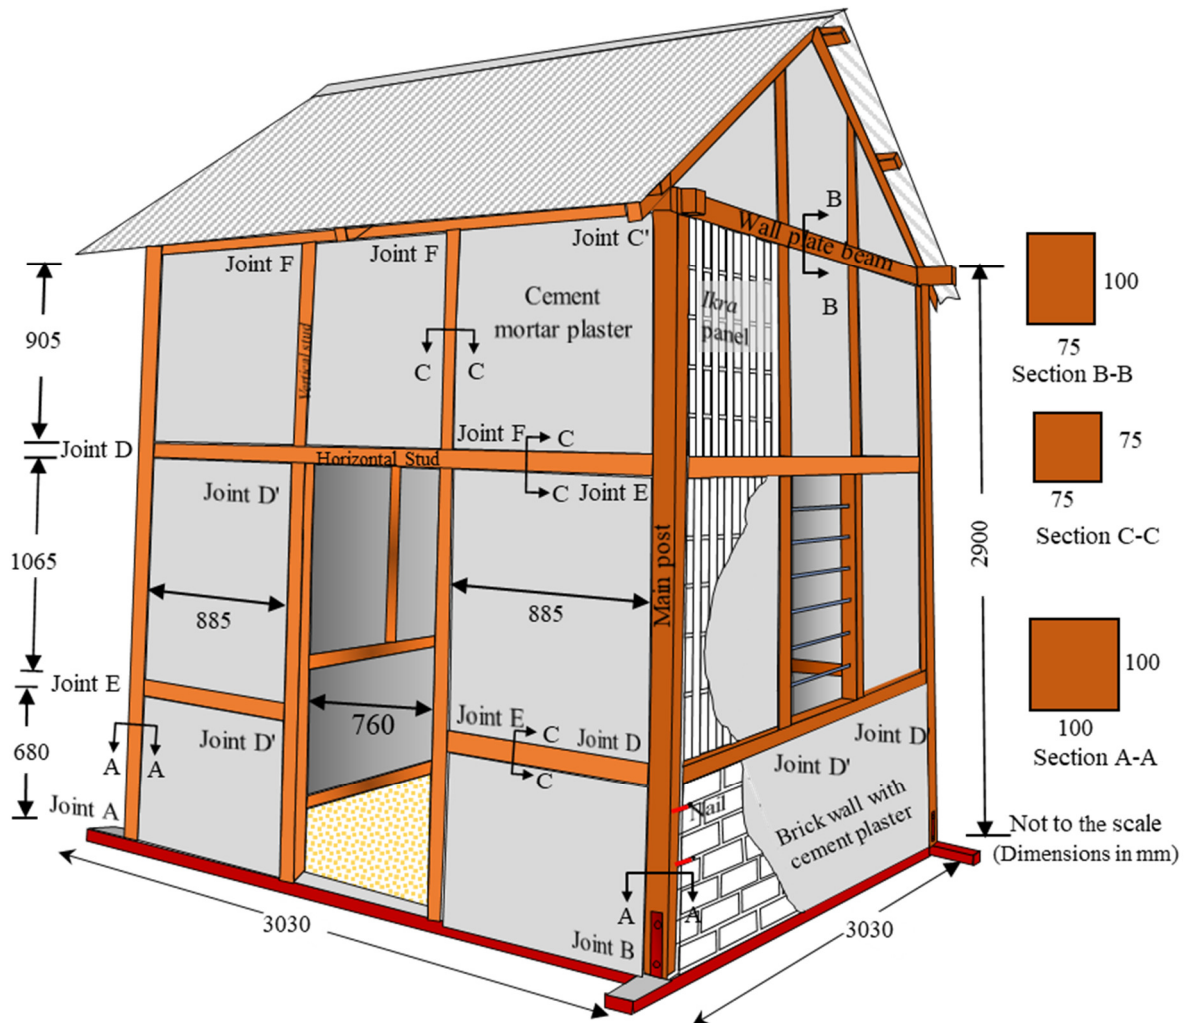 B
Wall plate beam
B
100
75
Section B-B
Joint F
Joint F
Joint C'
Cement
mortar plaster
Ikra
panel
905
Vertical stud
C
C
75
75
Section C-C
Joint D
Joint F
C
Horizontal Stud
Joint D'
C
Joint E
2900
1065
Main post
885
885
100
100
Section A-A
Joint E
760
Joint E
C
Joint D
C
Joint D'
Joint D'
Joint D'
680
A
A
Joint A
Nail
Brick wall with
cement plaster
Not to the scale
(Dimensions in mm)
A
A
3030
Joint B
3030